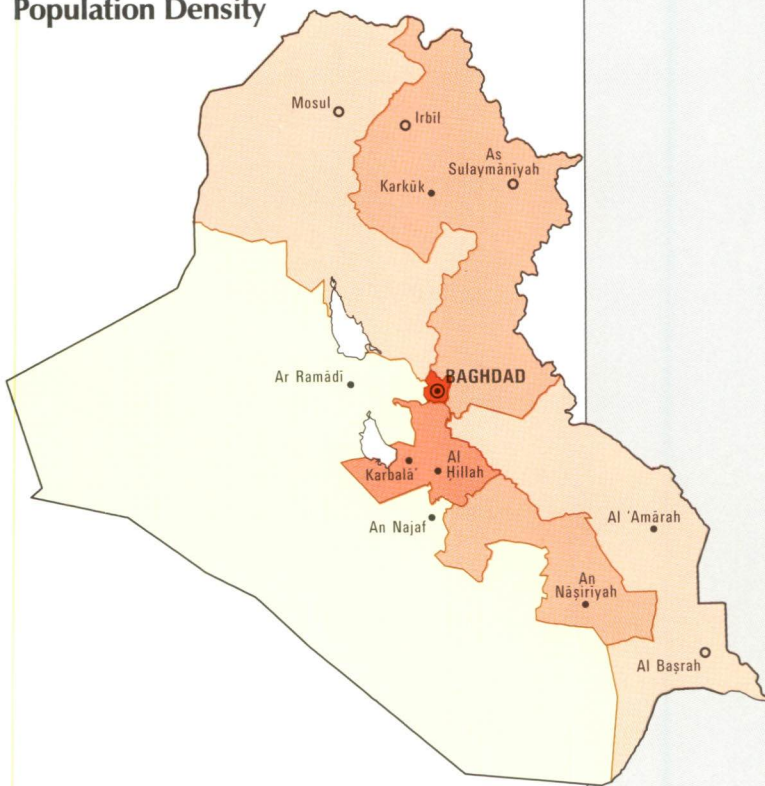 Population Density
Mosul
Irbīl
As
Sulaymānīyah
Karkūk
Ar Ramādī
BAGHDAD
Karbalā'
Al
Ḥillah
An Najaf
Al 'Amārah
An
Nāṣirīyah
Al Baṣrah